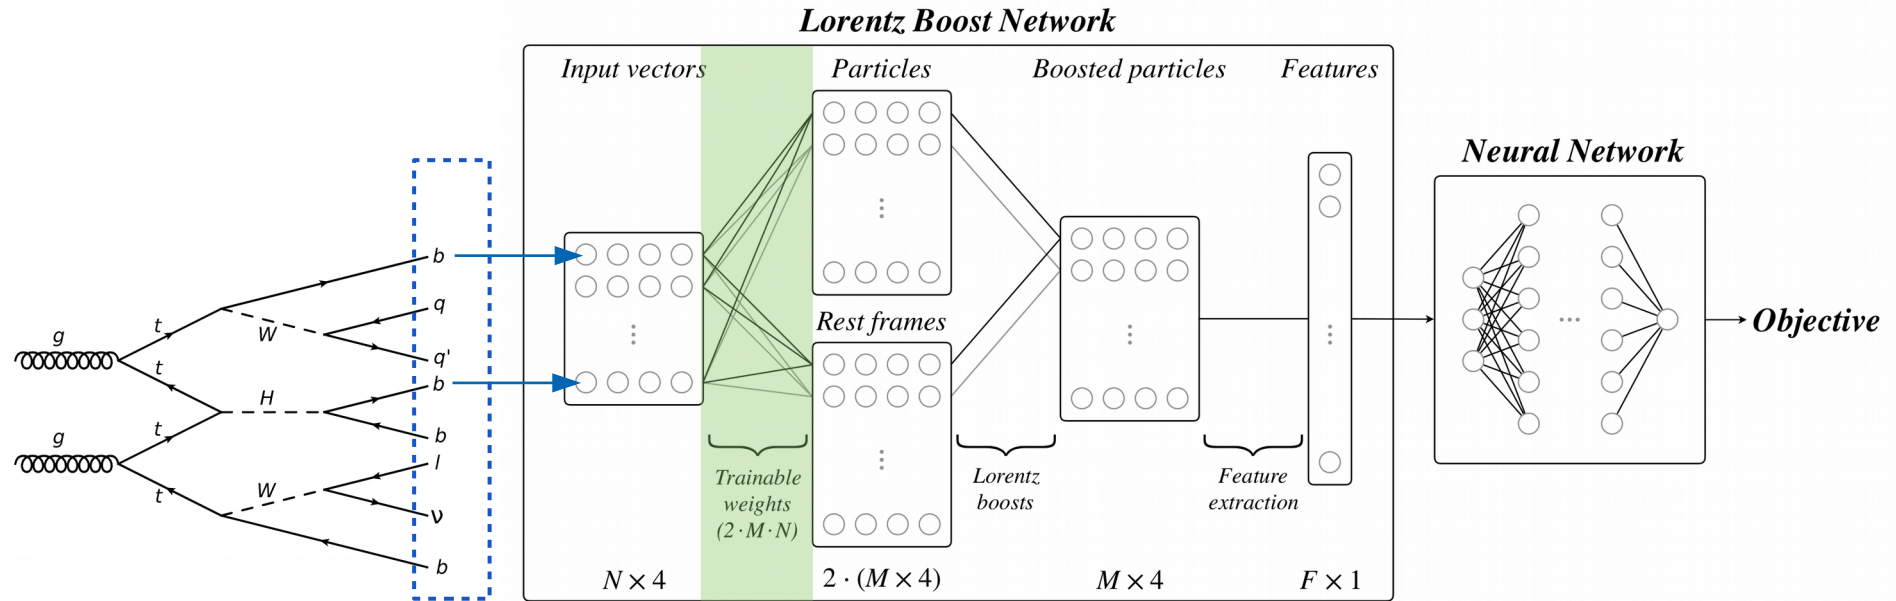 Lorentz Boost Network
Input vectors
Particles
Boosted particles
Features
Neural Network
b
q
g
t
W
q'
t
b
H
Rest frames
Objective
g
t
b
l
W
t
ν
b
Trainable
weights
(2·M·N)
Lorentz
boosts
Feature
extraction
N × 4
2 · (M × 4)
M × 4
F × 1